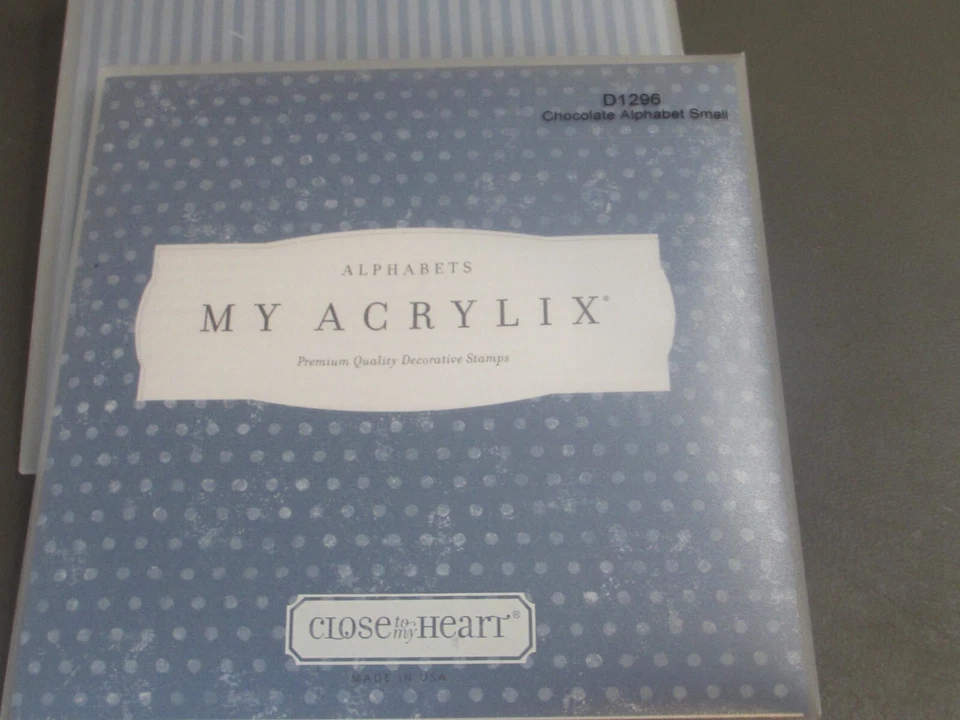 D1296
Chocolate Alphabet Small
ALPHABETS
MY ACRYLIX®
Premium Quality Decorative Stamps
CLOSE to my HEART®
MADE IN USA